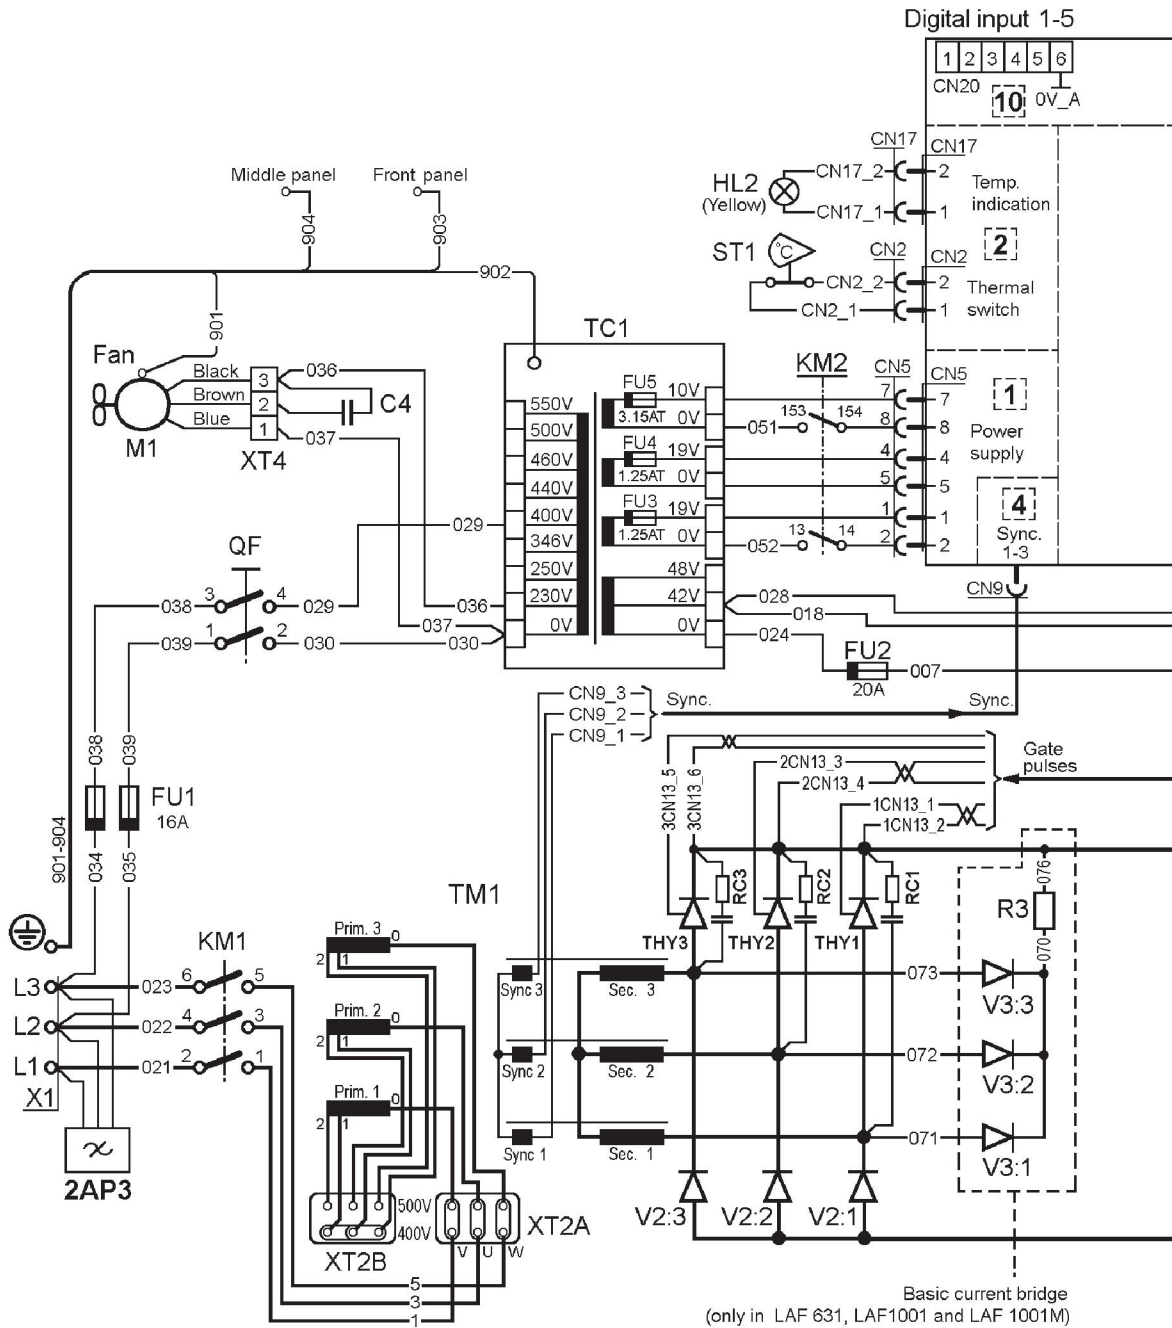 Digital input 1-5
1 2 3 4 5 6
CN20
10
0V_A
CN17
CN17
CN17_2
2
HL2
(Yellow)
Temp.
indication
CN17_1
1
2
Middle panel
Front panel
904
903
ST1
°C
CN2
CN2
CN2_2
2
Thermal
switch
CN2_1
1
902
901
TC1
Fan
M1
Black
Brown
Blue
3
2
1
XT4
036
C4
037
KM2
CN5
CN5
1
Power
supply
550V
500V
460V
440V
400V
346V
250V
230V
0V
FU5
3.15AT
10V
0V
7
7
051
153
154
8
8
FU4
1.25AT
19V
0V
4
4
5
5
FU3
1.25AT
19V
0V
1
1
052
13
14
2
2
4
Sync.
1-3
CN9
48V
42V
0V
028
018
024
FU2
20A
007
029
QF
038
3
4
029
036
037
039
1
2
030
030
CN9_3
CN9_2
CN9_1
Sync.
Sync.
038
039
FU1
16A
034
035
901-904
3CN13_5
3CN13_6
2CN13_3
2CN13_4
1CN13_1
1CN13_2
Gate
pulses
TM1
RC3
RC2
RC1
THY3
THY2
THY1
076
R3
070
KM1
L3
023
6
5
L2
022
4
3
L1
021
2
1
X1
2AP3
Prim. 3
0
2
1
Prim. 2
0
2
1
Prim. 1
0
2
1
Sync 3
Sec. 3
073
V3:3
Sync 2
Sec. 2
072
V3:2
Sync 1
Sec. 1
071
V3:1
500V
400V
XT2B
XT2A
V U W
V2:3
V2:2
V2:1
5
3
1
Basic current bridge
(only in LAF 631, LAF1001 and LAF 1001M)